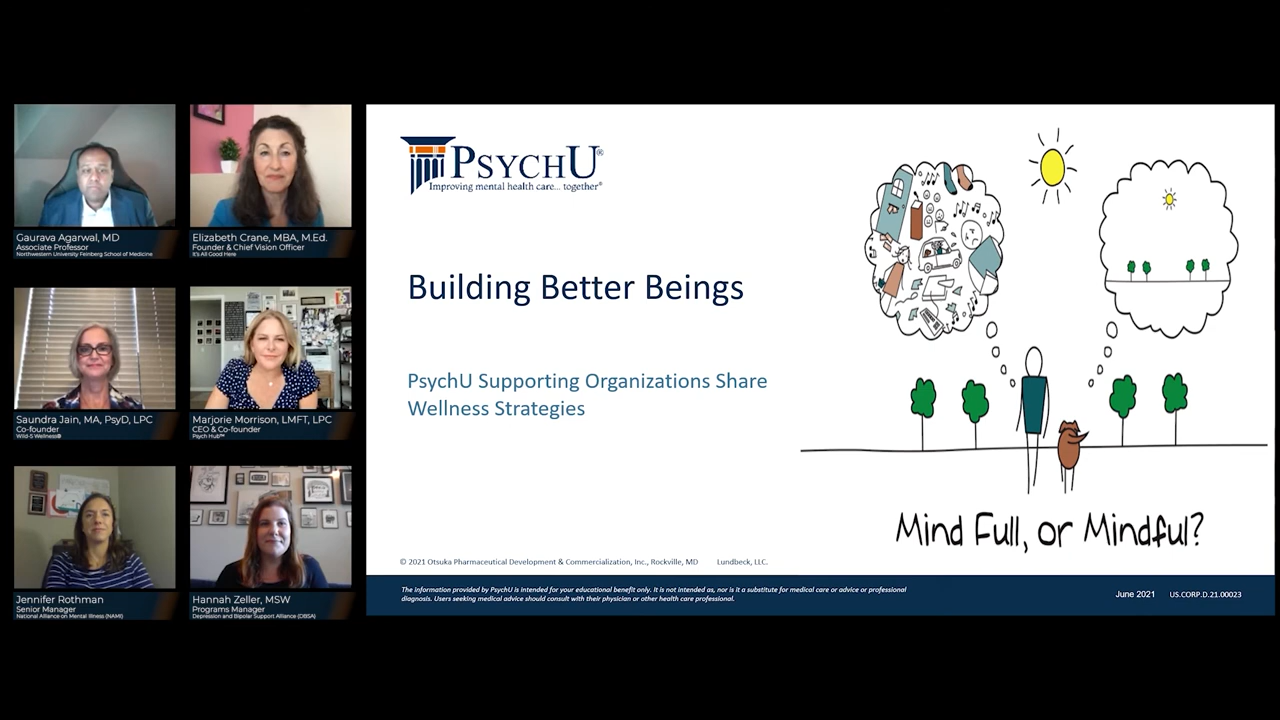 Gaurava Agarwal, MD
Associate Professor
Northwestern University Feinberg School of Medicine
Elizabeth Crane, MBA, M.Ed.
Founder & Chief Vision Officer
It's All Good Here
Saundra Jain, MA, PsyD, LPC
Co-founder
Wild-5 Wellness®
Marjorie Morrison, LMFT, LPC
CEO & Co-founder
Psych Hub™
Jennifer Rothman
Senior Manager
National Alliance on Mental Illness (NAMI)
Hannah Zeller, MSW
Programs Manager
Depression and Bipolar Support Alliance (DBSA)
PSYCHU®
Improving mental health care... together®
Building Better Beings
PsychU Supporting Organizations Share
Wellness Strategies
Mind Full, or Mindful?
© 2021 Otsuka Pharmaceutical Development & Commercialization, Inc., Rockville, MD Lundbeck, LLC.
The information provided by PsychU is intended for your educational benefit only. It is not intended as, nor is it a substitute for medical care or advice or professional
diagnosis. Users seeking medical advice should consult with their physician or other health care professional.
June 2021 US.CORP.D.21.00023